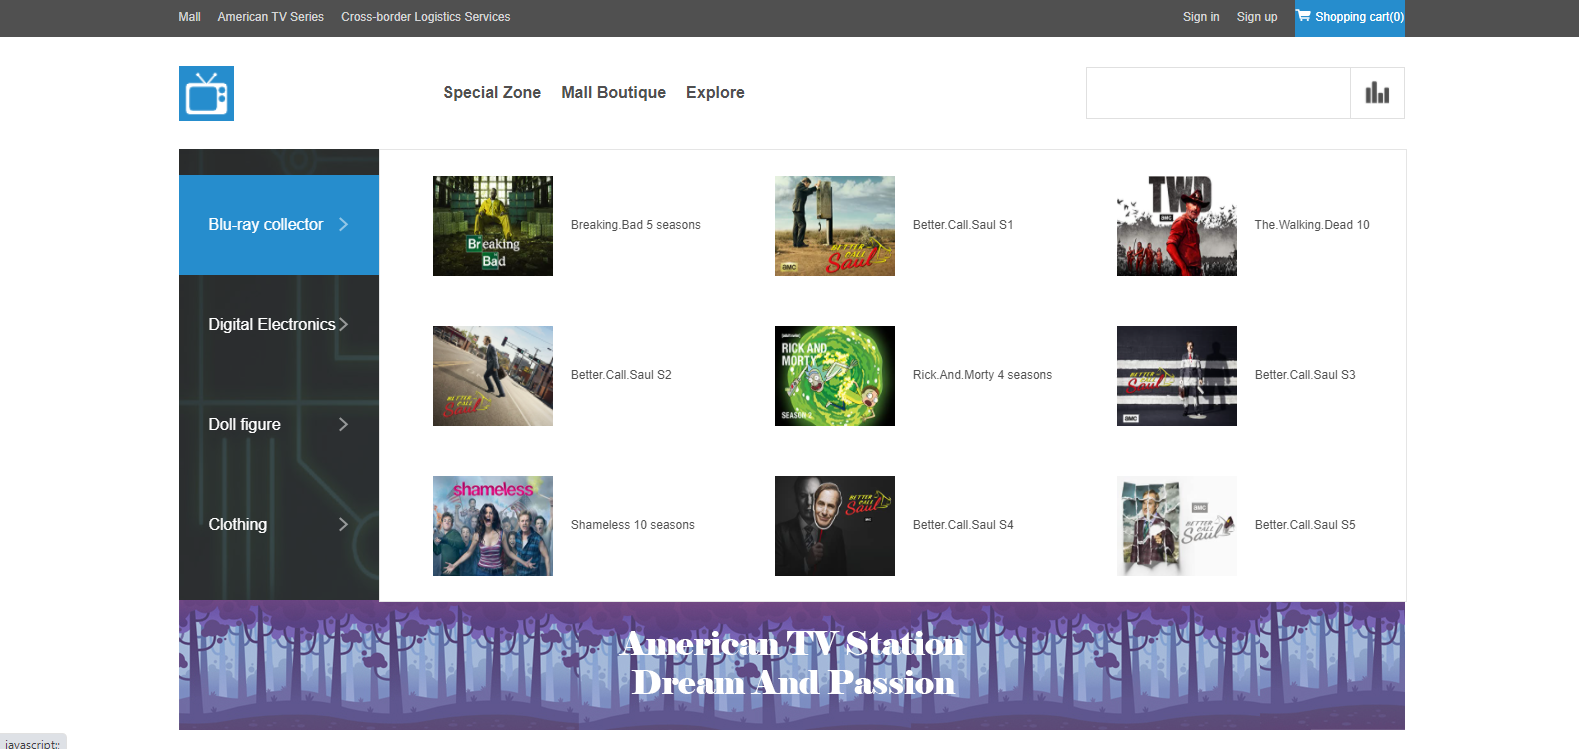 Mall American TV Series Cross-border Logistics Services Sign in Sign up Shopping cart(0)
Special Zone Mall Boutique Explore
Blu-ray collector
Digital Electronics
Doll figure
Clothing
Breaking Bad
Breaking.Bad 5 seasons
BETTER CALL Saul
AMC
Better.Call.Saul S1
TWD
AMC
The.Walking.Dead 10
BETTER CALL Saul
Better.Call.Saul S2
RICK AND
MORTY
Rick.And.Morty 4 seasons
BETTER CALL Saul
AMC
Better.Call.Saul S3
shameless
Shameless 10 seasons
BETTER CALL Saul
Better.Call.Saul S4
AMC
BETTER CALL Saul
Better.Call.Saul S5
American TV Station
Dream And Passion
javascript:;